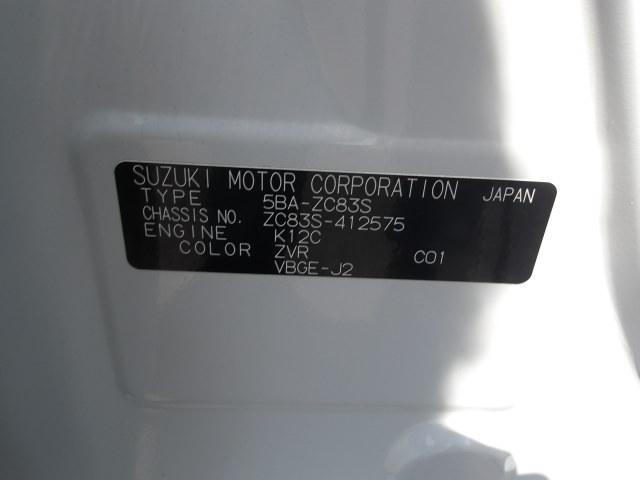 SUZUKI MOTOR CORPORATION JAPAN
TYPE 5BA-ZC83S
CHASSIS NO. ZC83S-412575
ENGINE K12C
COLOR ZVR C01
VBGE-J2